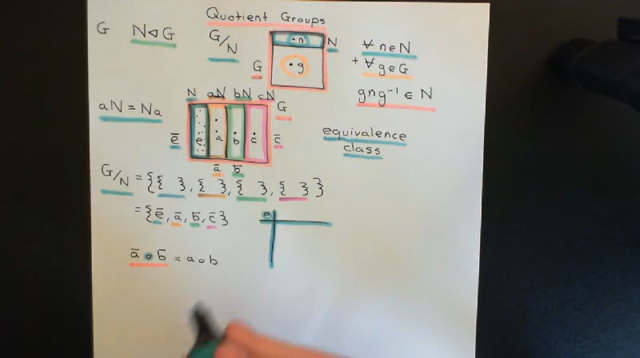 Quotient Groups
G N⊲G G/N
n N
g G
∀ n∈N
+ ∀ g∈G
gng⁻¹ ∈ N
aN = Na
N aN bN cN G
e̅ e a b c c̅
a̅ b̅
equivalence class
G/N = {{ }, { }, { }, { }}
= {e̅, a̅, b̅, c̅}
a̅ ∘ b̅ = a∘b